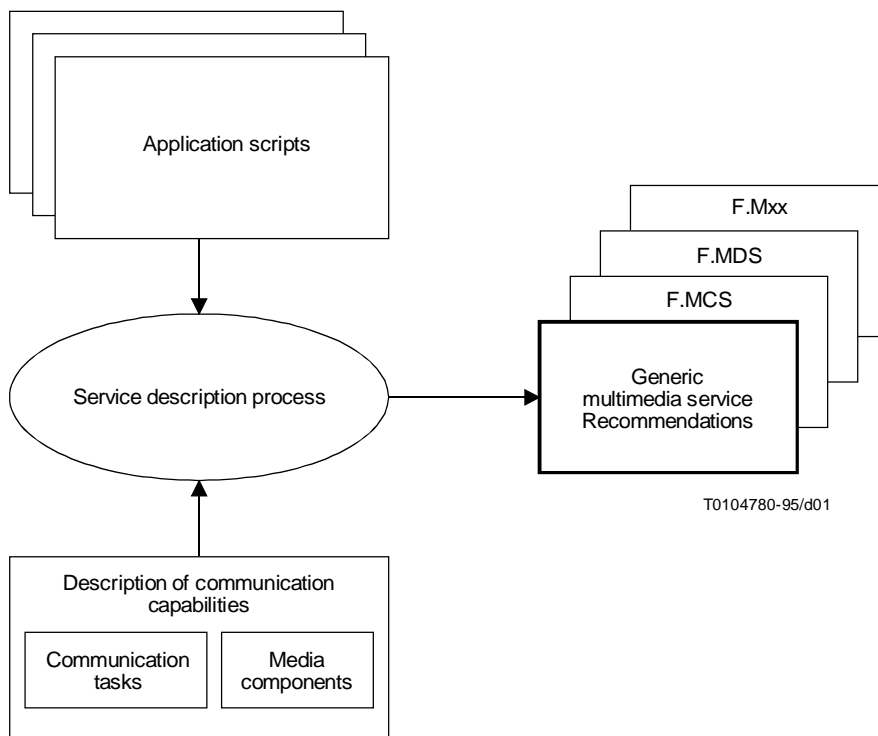 Application scripts
F.Mxx
F.MDS
F.MCS
Service description process
Generic
multimedia service
Recommendations
T0104780-95/d01
Description of communication
capabilities
Communication
tasks
Media
components